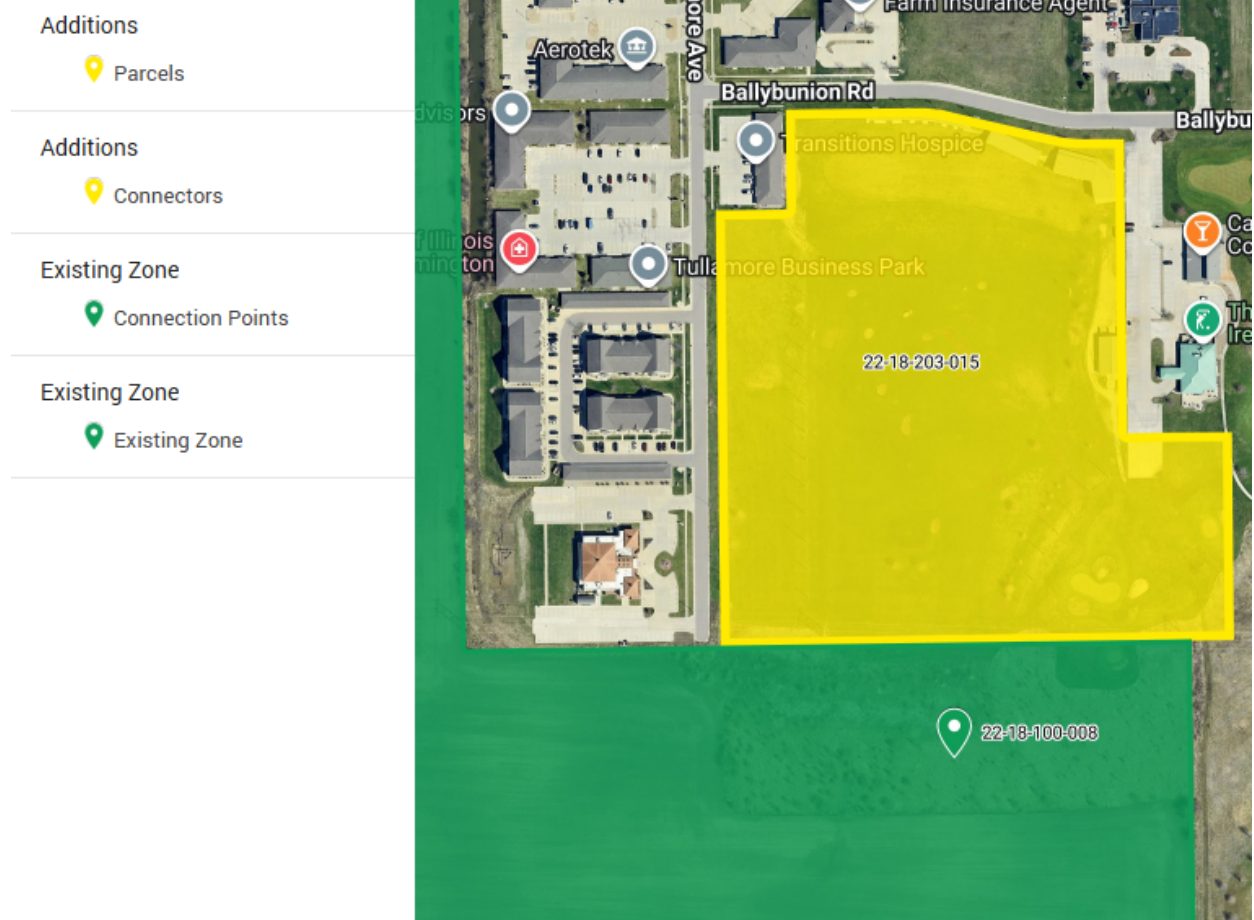 Additions
Parcels
Additions
Connectors
Existing Zone
Connection Points
Existing Zone
Existing Zone
Farm Insurance Agent
Aerotek
Ave
Ballybunion Rd
Transitions Hospice
Tullamore Business Park
22-18-203-015
22-18-100-008